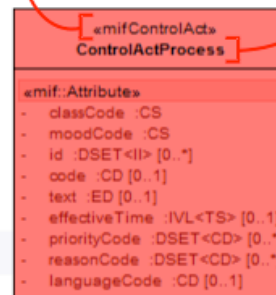 «mifControlAct»
ControlActProcess
«mif::Attribute»
- classCode :CS
- moodCode :CS
- id :DSET<II> [0..*]
- code :CD [0..1]
- text :ED [0..1]
- effectiveTime :IVL<TS> [0..1
- priorityCode :DSET<CD> [0..*
- reasonCode :DSET<CD> [0..*
- languageCode :CD [0..1]